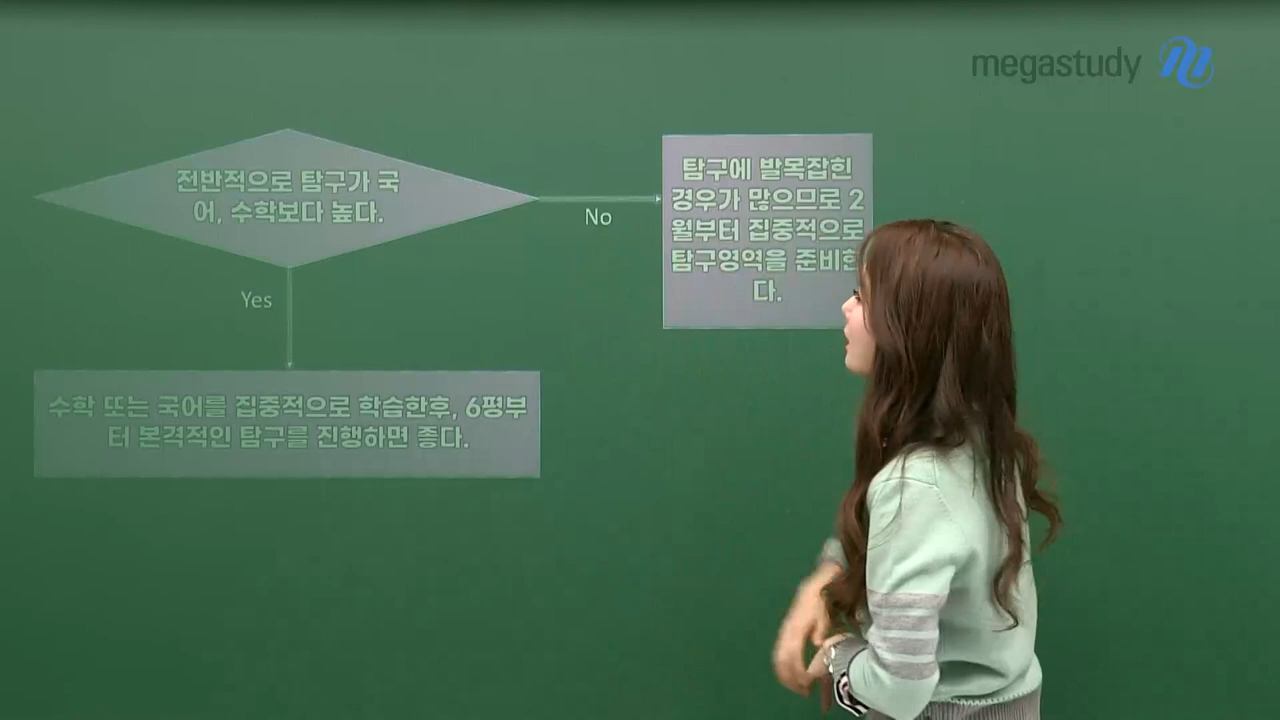 megastudy
전반적으로 탐구가 국
어, 수학보다 높다.
No
탐구에 발목잡힌
경우가 많으므로 2
월부터 집중적으로
탐구영역을 준비한
다.
Yes
수학 또는 국어를 집중적으로 학습한후, 6평부
터 본격적인 탐구를 진행하면 좋다.